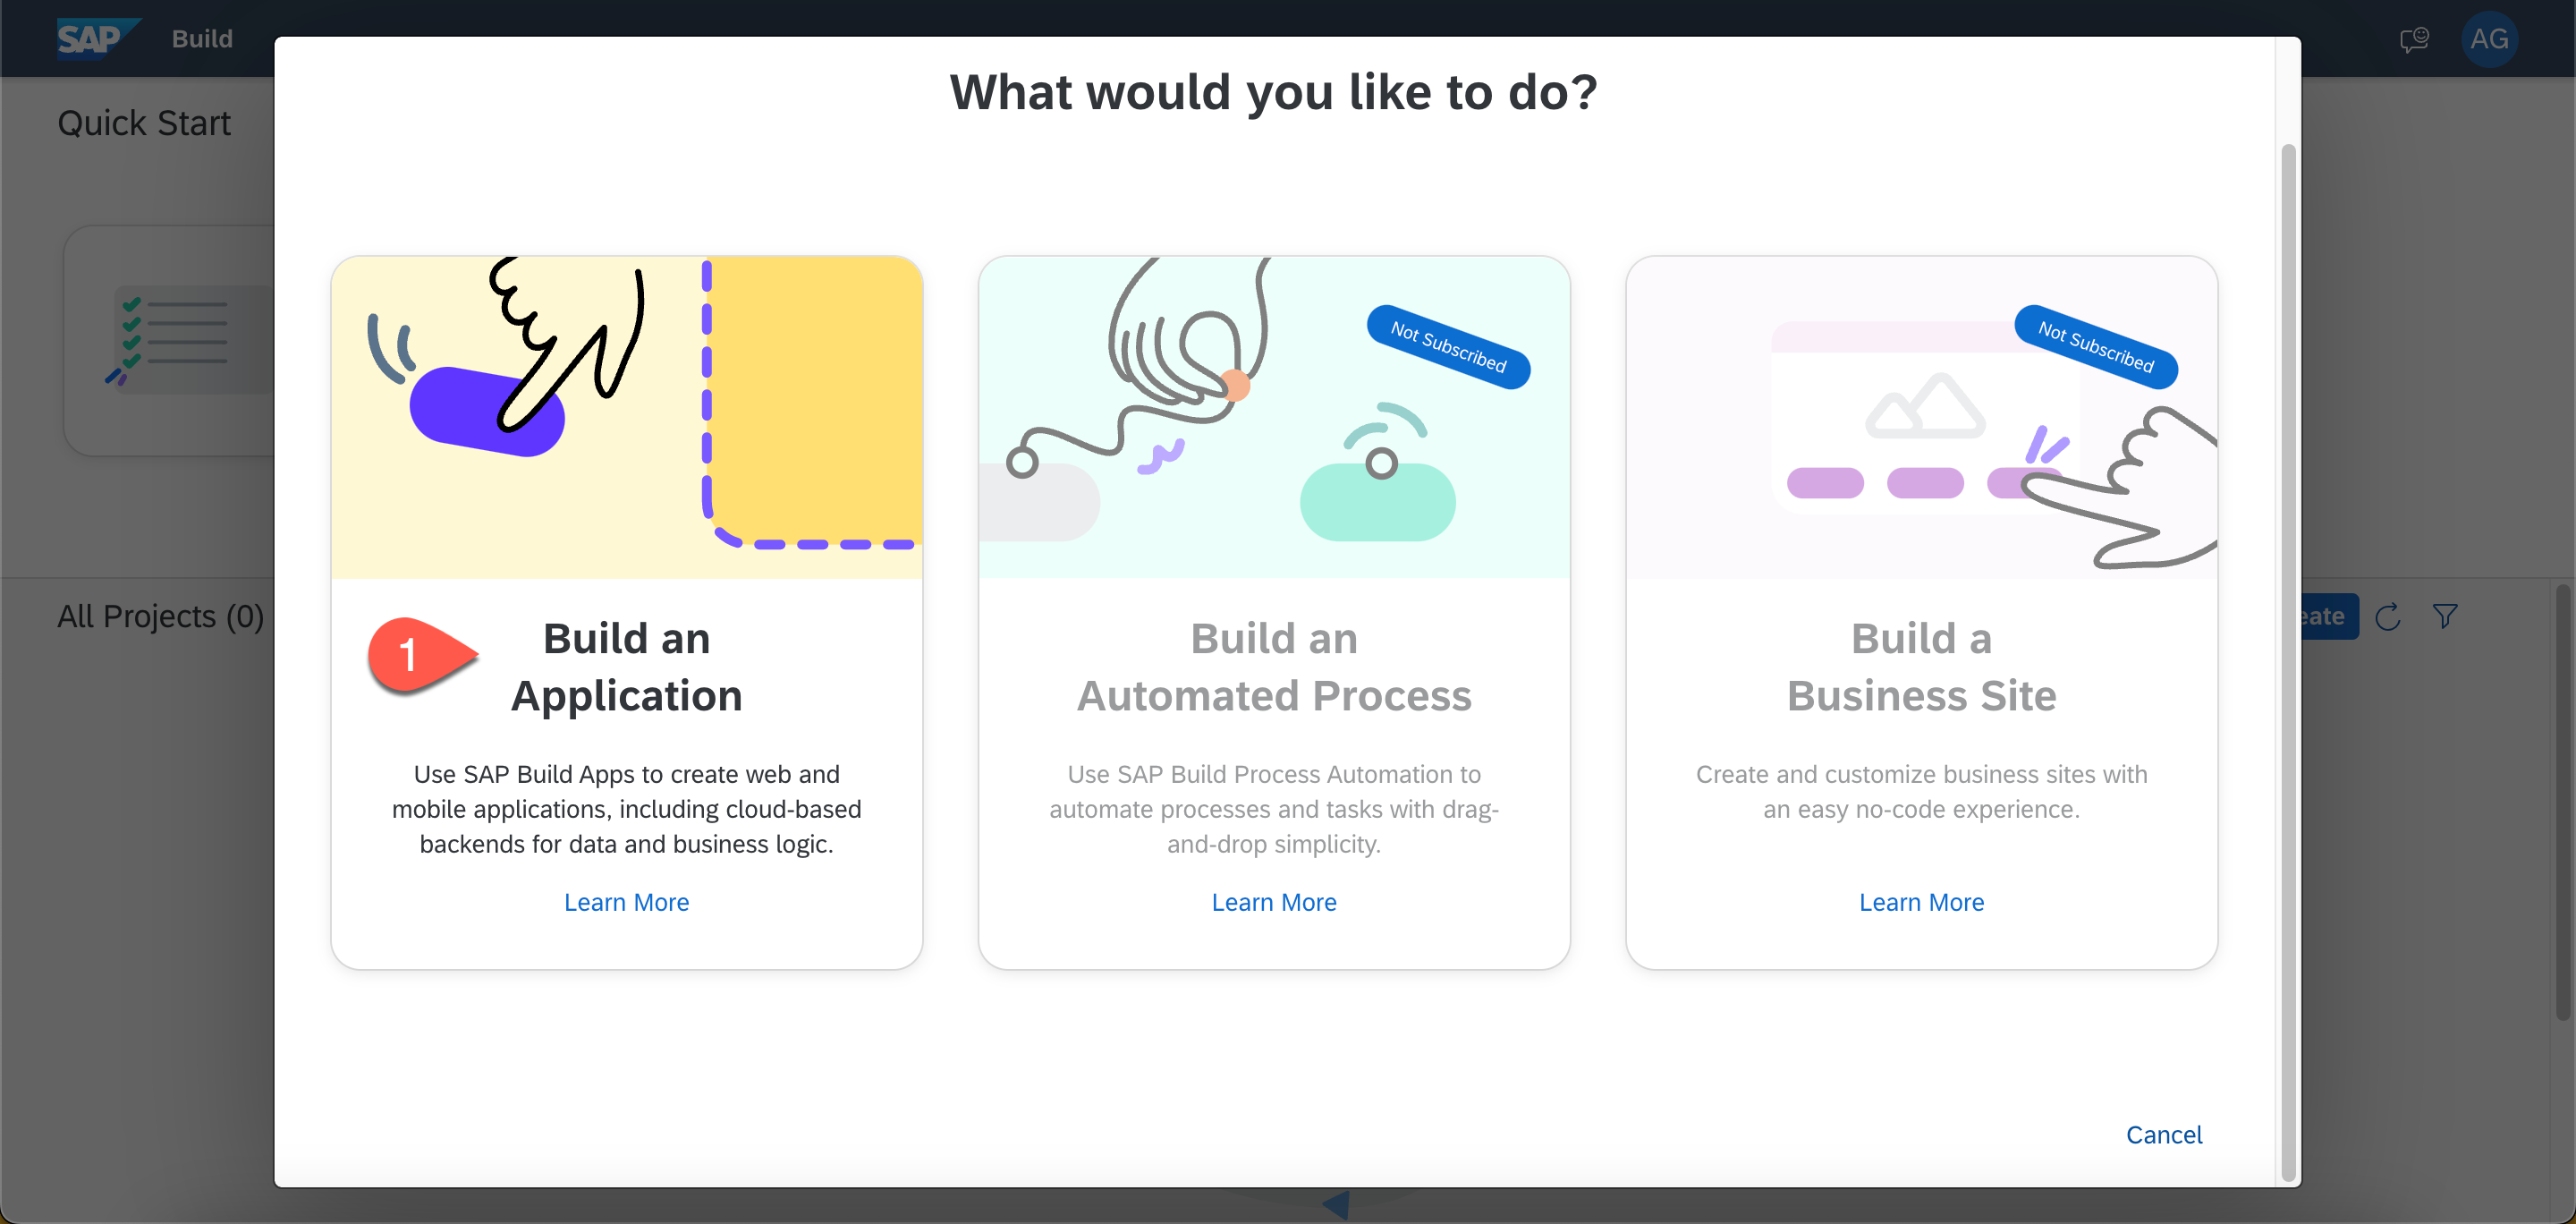 SAP Build
AG
What would you like to do?
Quick Start
Not Subscribed
Not Subscribed
All Projects (0)
eate
1
Build an
Application
Use SAP Build Apps to create web and
mobile applications, including cloud-based
backends for data and business logic.
Learn More
Build an
Automated Process
Use SAP Build Process Automation to
automate processes and tasks with drag-
and-drop simplicity.
Learn More
Build a
Business Site
Create and customize business sites with
an easy no-code experience.
Learn More
Cancel